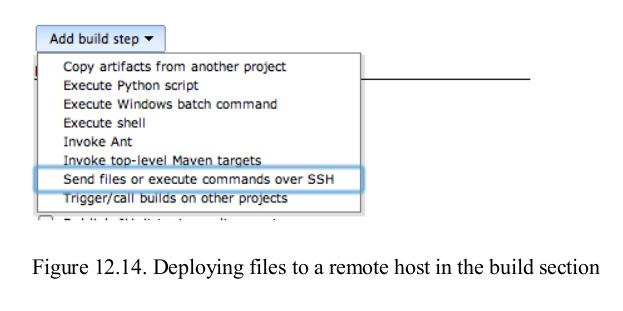 Add build step
Copy artifacts from another project
Execute Python script
Execute Windows batch command
Execute shell
Invoke Ant
Invoke top-level Maven targets
Send files or execute commands over SSH
Trigger/call builds on other projects
Figure 12.14. Deploying files to a remote host in the build section